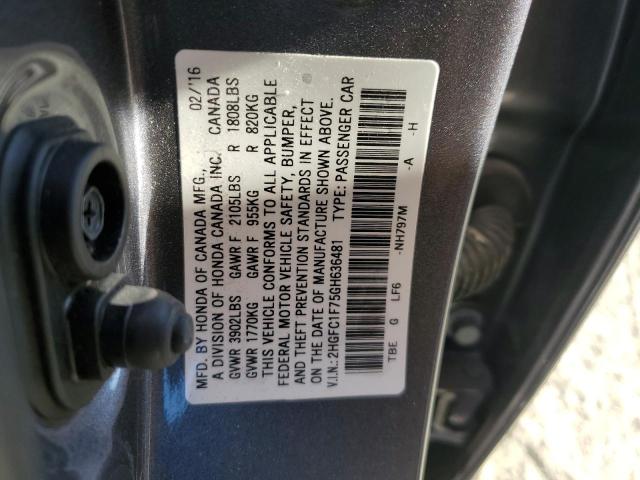 MFD. BY HONDA OF CANADA MFG., 02/'16
A DIVISION OF HONDA CANADA INC. CANADA
GVWR 3902LBS GAWR F 2105LBS R 1808LBS
GVWR 1770KG GAWR F 955KG R 820KG
THIS VEHICLE CONFORMS TO ALL APPLICABLE
FEDERAL MOTOR VEHICLE SAFETY, BUMPER,
AND THEFT PREVENTION STANDARDS IN EFFECT
ON THE DATE OF MANUFACTURE SHOWN ABOVE.
V.I.N.:2HGFC1F75GH636481 TYPE: PASSENGER CAR
TBE G LF6 -NH797M -A -H